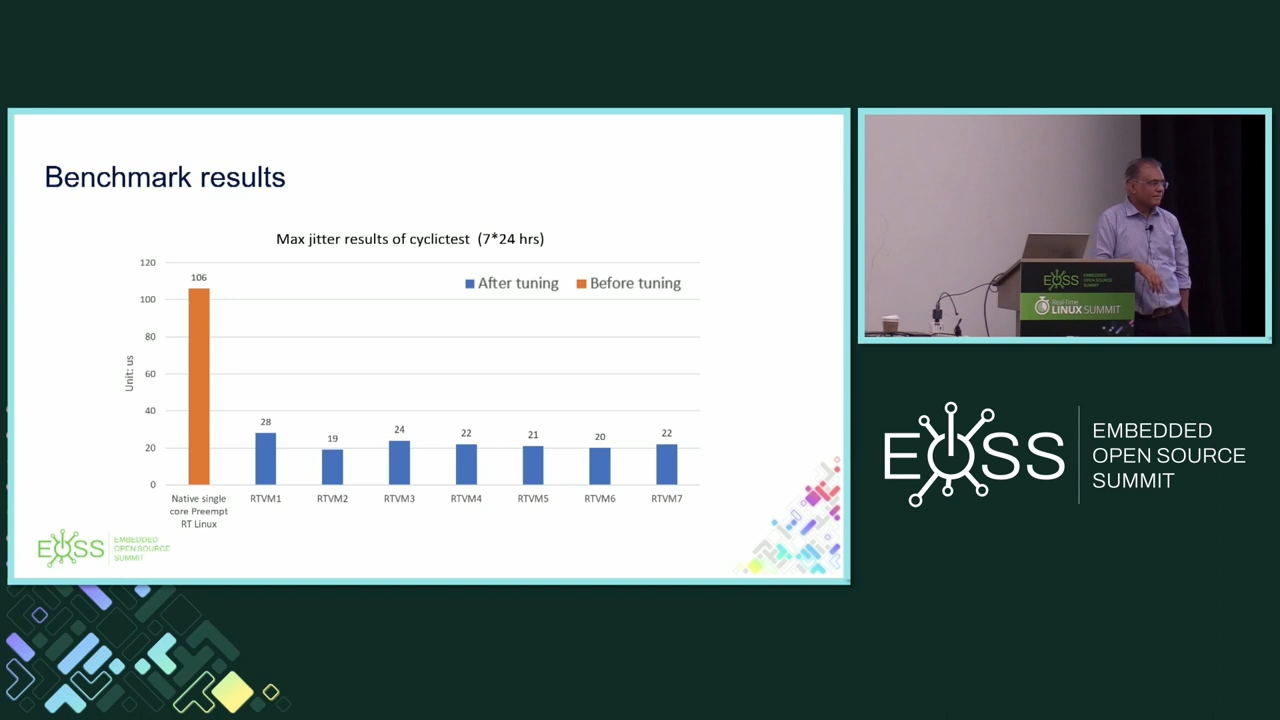 Benchmark results
Max jitter results of cyclictest (7*24 hrs)
After tuning
Before tuning
Unit: us
120
100
80
60
40
20
0
106
28
19
24
22
21
20
22
Native single
core Preempt
RT Linux
RTVM1
RTVM2
RTVM3
RTVM4
RTVM5
RTVM6
RTVM7
EOSS
EMBEDDED
OPEN SOURCE
SUMMIT
EOSS
EMBEDDED
OPEN SOURCE
SUMMIT
Real-Time
LINUX SUMMIT
EOSS
EMBEDDED
OPEN SOURCE
SUMMIT